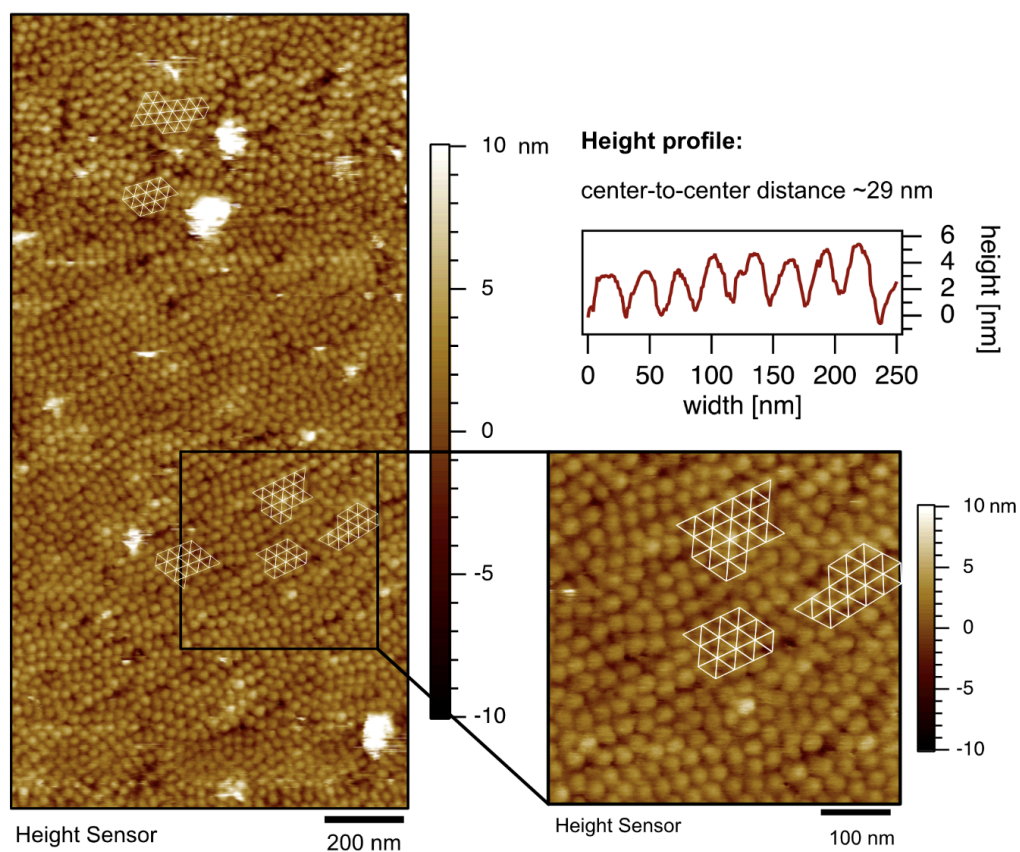 10 nm
5
0
-5
-10
Height Sensor
200 nm
Height profile:
center-to-center distance ~29 nm
6
4
2
0
height [nm]
0 50 100 150 200 250
width [nm]
10 nm
5
0
-5
-10
Height Sensor
100 nm